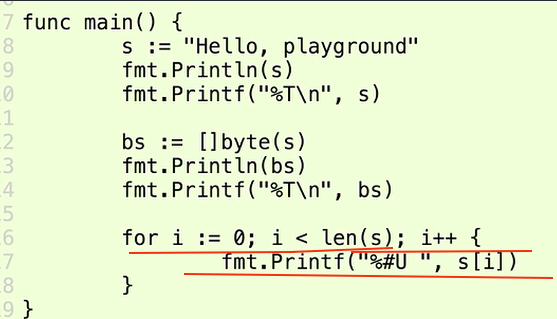 7 func main() {
8 s := "Hello, playground"
9 fmt.Println(s)
0 fmt.Printf("%T\n", s)
1
2 bs := []byte(s)
3 fmt.Println(bs)
4 fmt.Printf("%T\n", bs)
5
6 for i := 0; i < len(s); i++ {
7 fmt.Printf("%#U ", s[i])
8 }
9 }